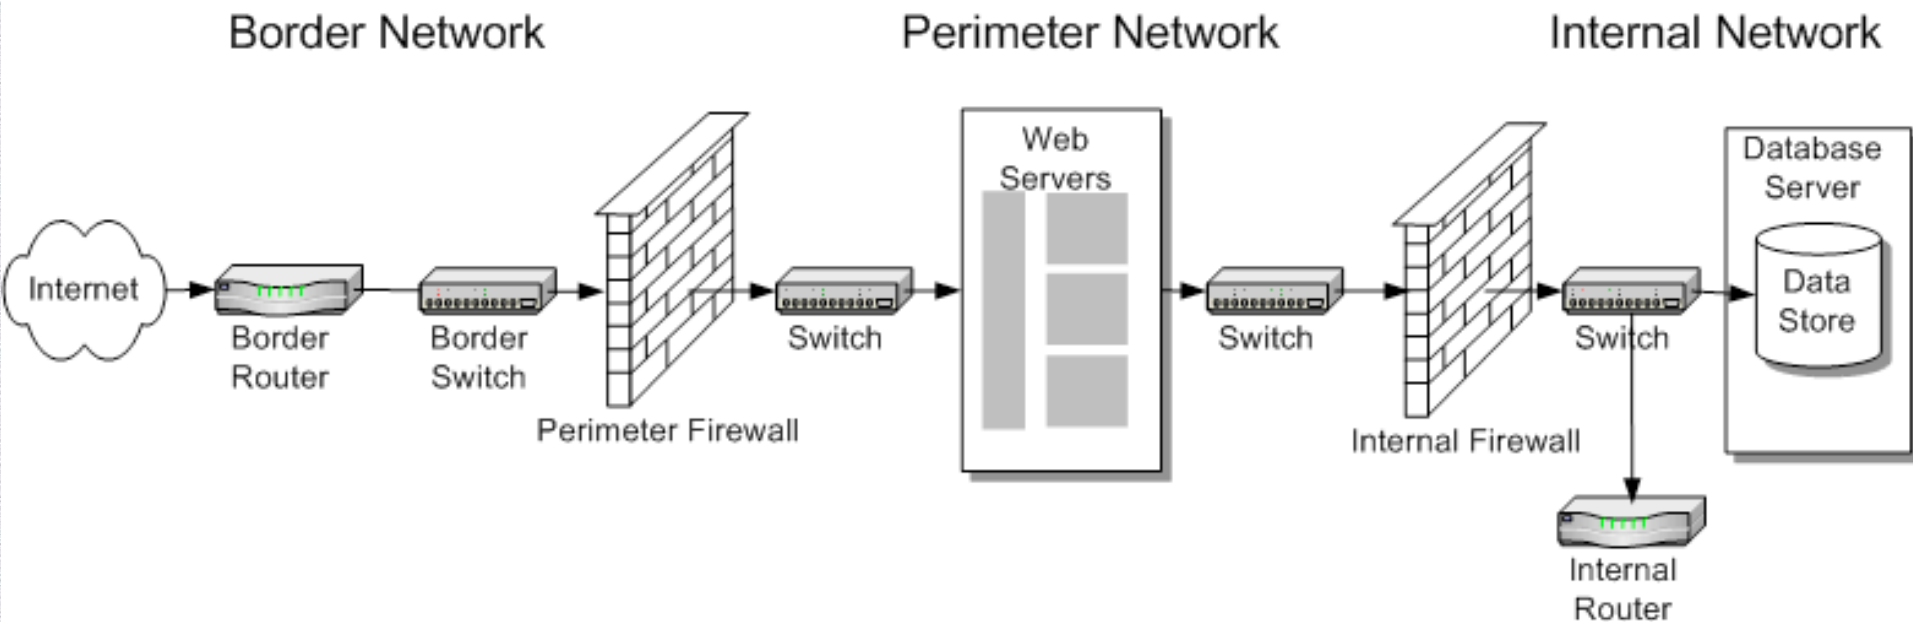 Border Network
Perimeter Network
Internal Network
Internet
Border
Router
Border
Switch
Perimeter Firewall
Switch
Web
Servers
Switch
Internal Firewall
Switch
Database
Server
Data
Store
Internal
Router